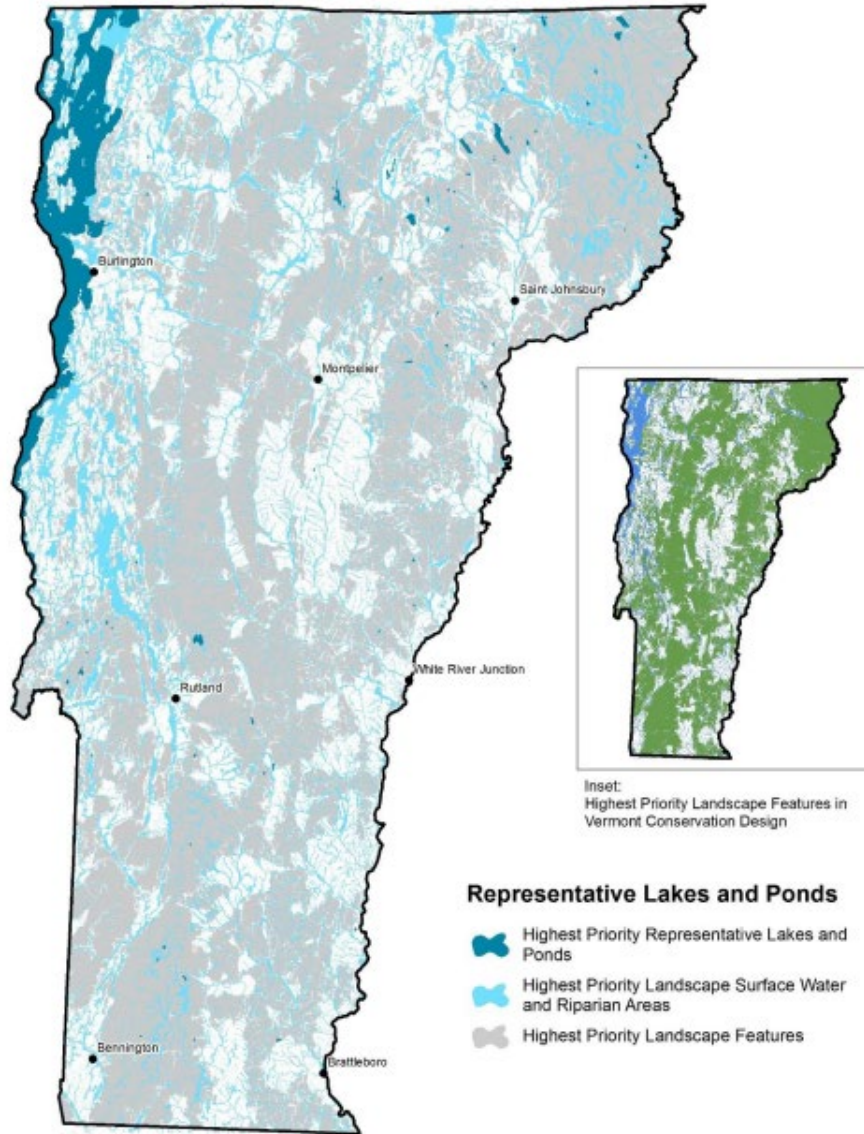 Burlington
Saint Johnsbury
Montpelier
White River Junction
Rutland
Inset:
Highest Priority Landscape Features in
Vermont Conservation Design
Representative Lakes and Ponds
Highest Priority Representative Lakes and
Ponds
Highest Priority Landscape Surface Water
and Riparian Areas
Highest Priority Landscape Features
Bennington
Brattleboro